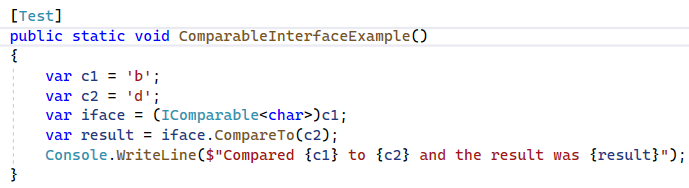 [Test]
public static void ComparableInterfaceExample()
{
    var c1 = 'b';
    var c2 = 'd';
    var iface = (IComparable<char>)c1;
    var result = iface.CompareTo(c2);
    Console.WriteLine($"Compared {c1} to {c2} and the result was {result}");
}